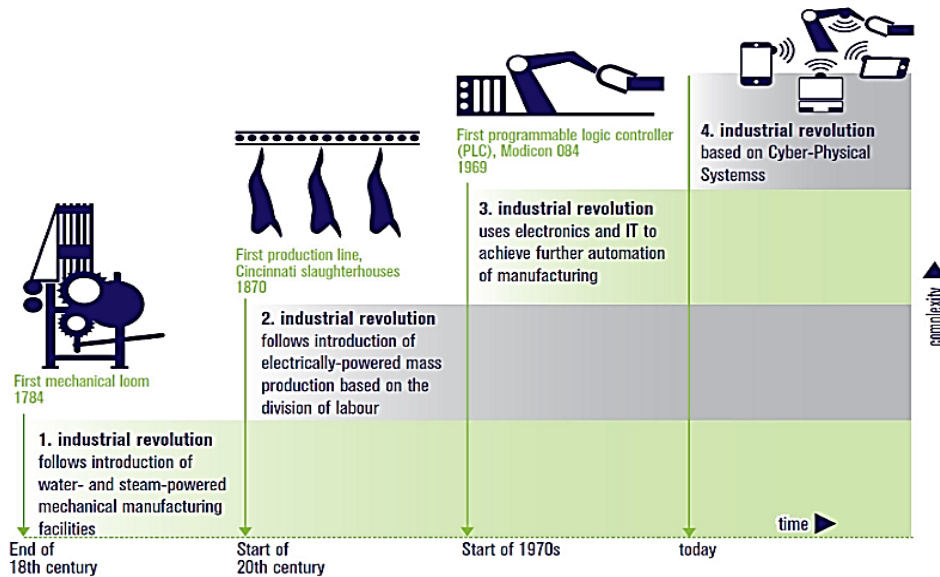 First mechanical loom
1784
1. industrial revolution
follows introduction of
water- and steam-powered
mechanical manufacturing
facilities
End of
18th century
First production line,
Cincinnati slaughterhouses
1870
2. industrial revolution
follows introduction of
electrically-powered mass
production based on the
division of labour
Start of
20th century
First programmable logic controller
(PLC), Modicon 084
1969
3. industrial revolution
uses electronics and IT to
achieve further automation
of manufacturing
Start of 1970s
4. industrial revolution
based on Cyber-Physical
Systemss
today
time
complexity